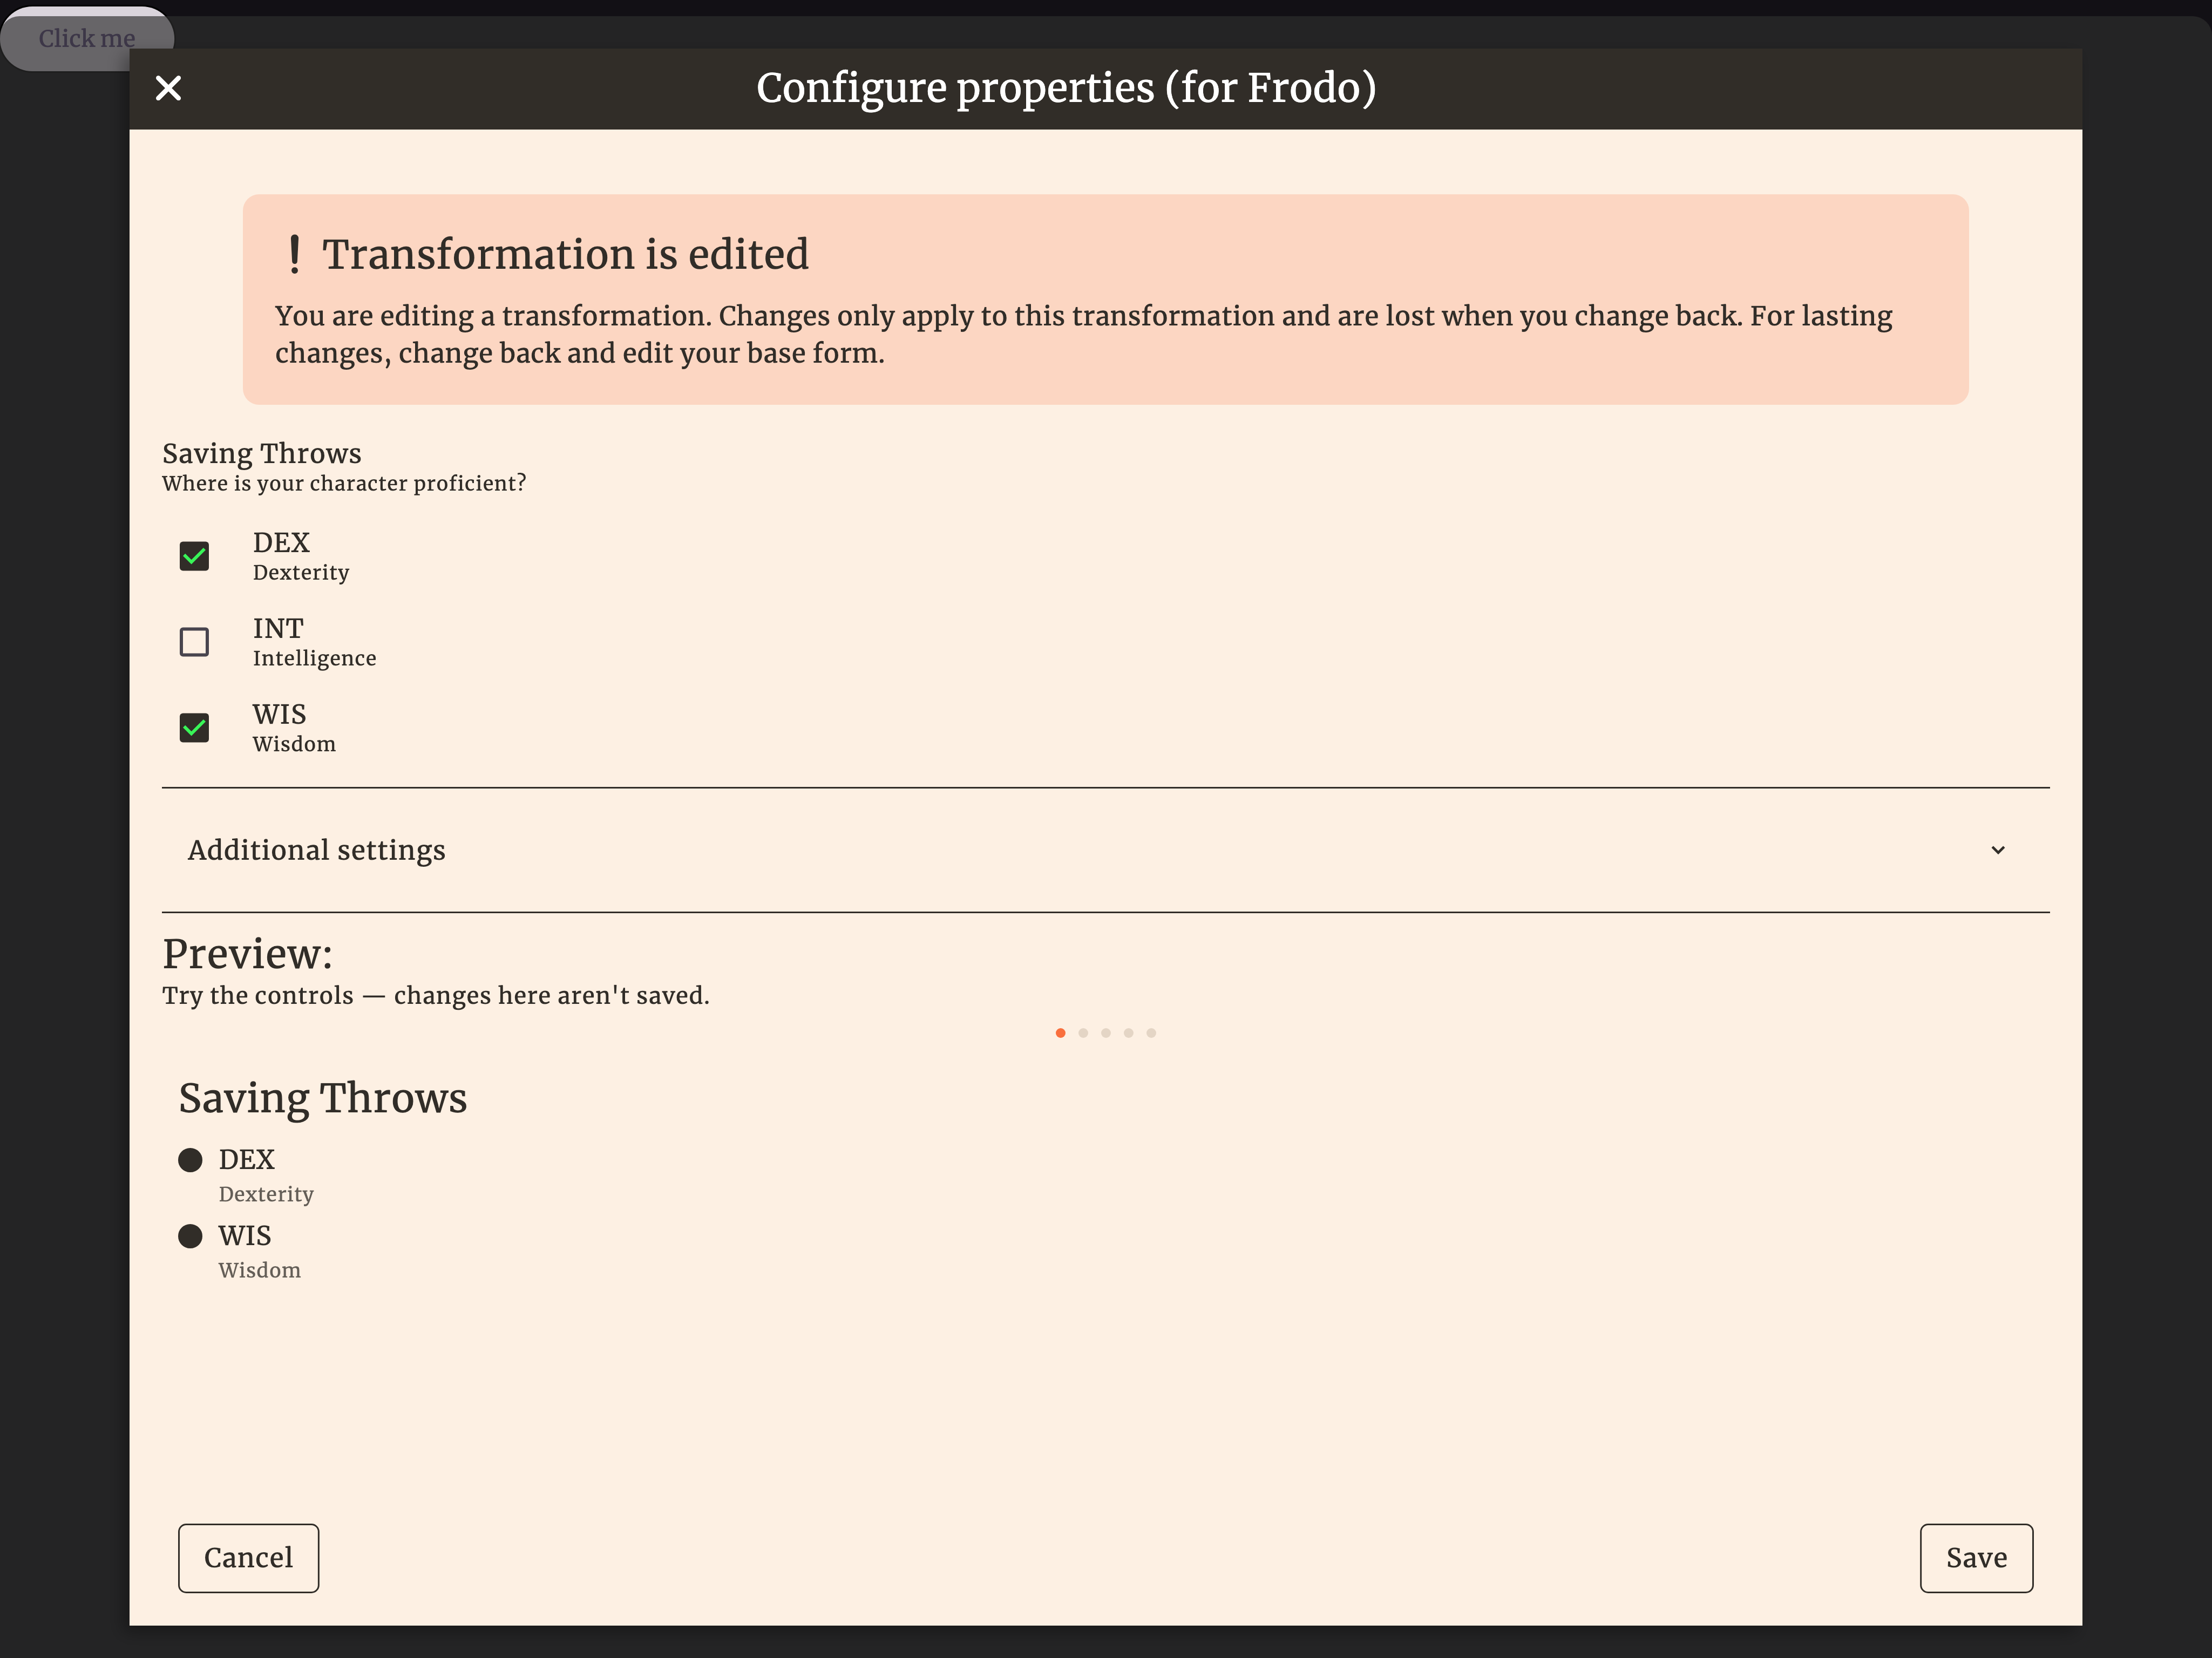 Click me
Configure properties (for Frodo)
! Transformation is edited
You are editing a transformation. Changes only apply to this transformation and are lost when you change back. For lasting
changes, change back and edit your base form.
Saving Throws
Where is your character proficient?
DEX
Dexterity
INT
Intelligence
WIS
Wisdom
Additional settings
Preview:
Try the controls — changes here aren't saved.
Saving Throws
DEX
Dexterity
WIS
Wisdom
Cancel
Save